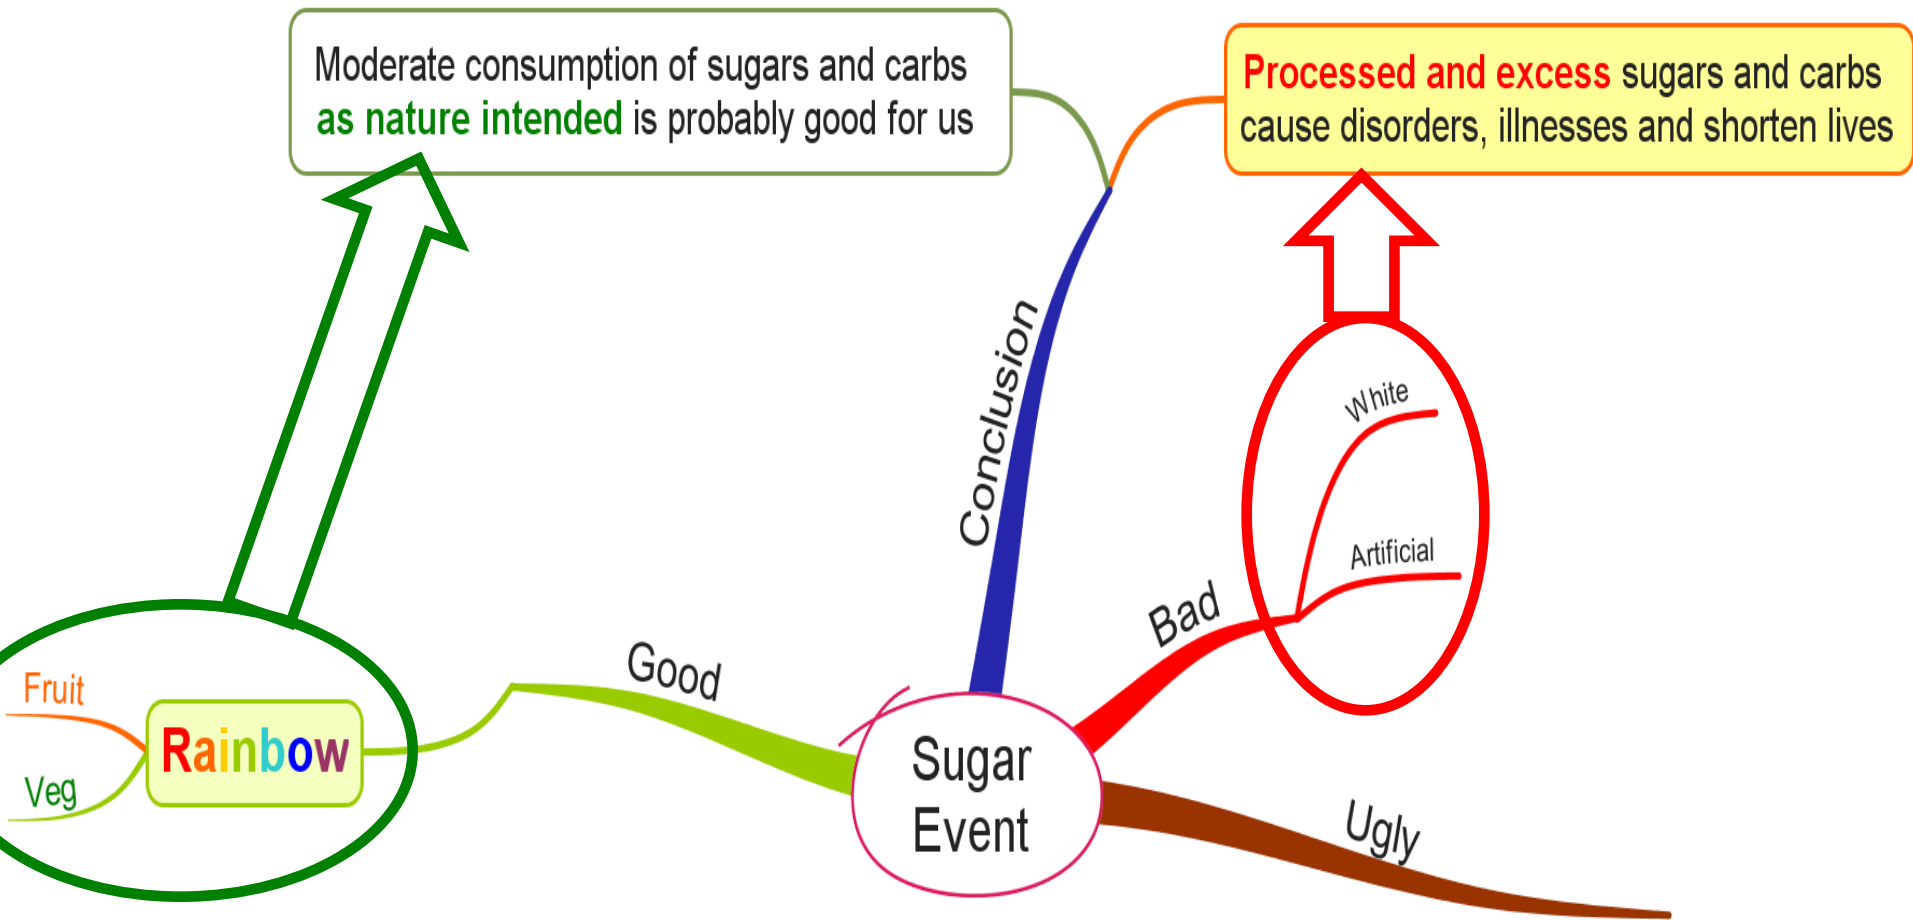 Moderate consumption of sugars and carbs
as nature intended is probably good for us
Processed and excess sugars and carbs
cause disorders, illnesses and shorten lives
Conclusion
White
Artificial
Bad
Good
Fruit
Rainbow
Veg
Sugar
Event
Ugly